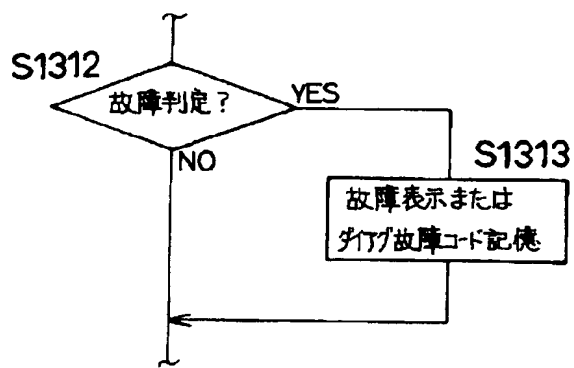 S1312
故障判定?
YES
NO
S1313
故障表示または
ダイアグ故障コード記憶